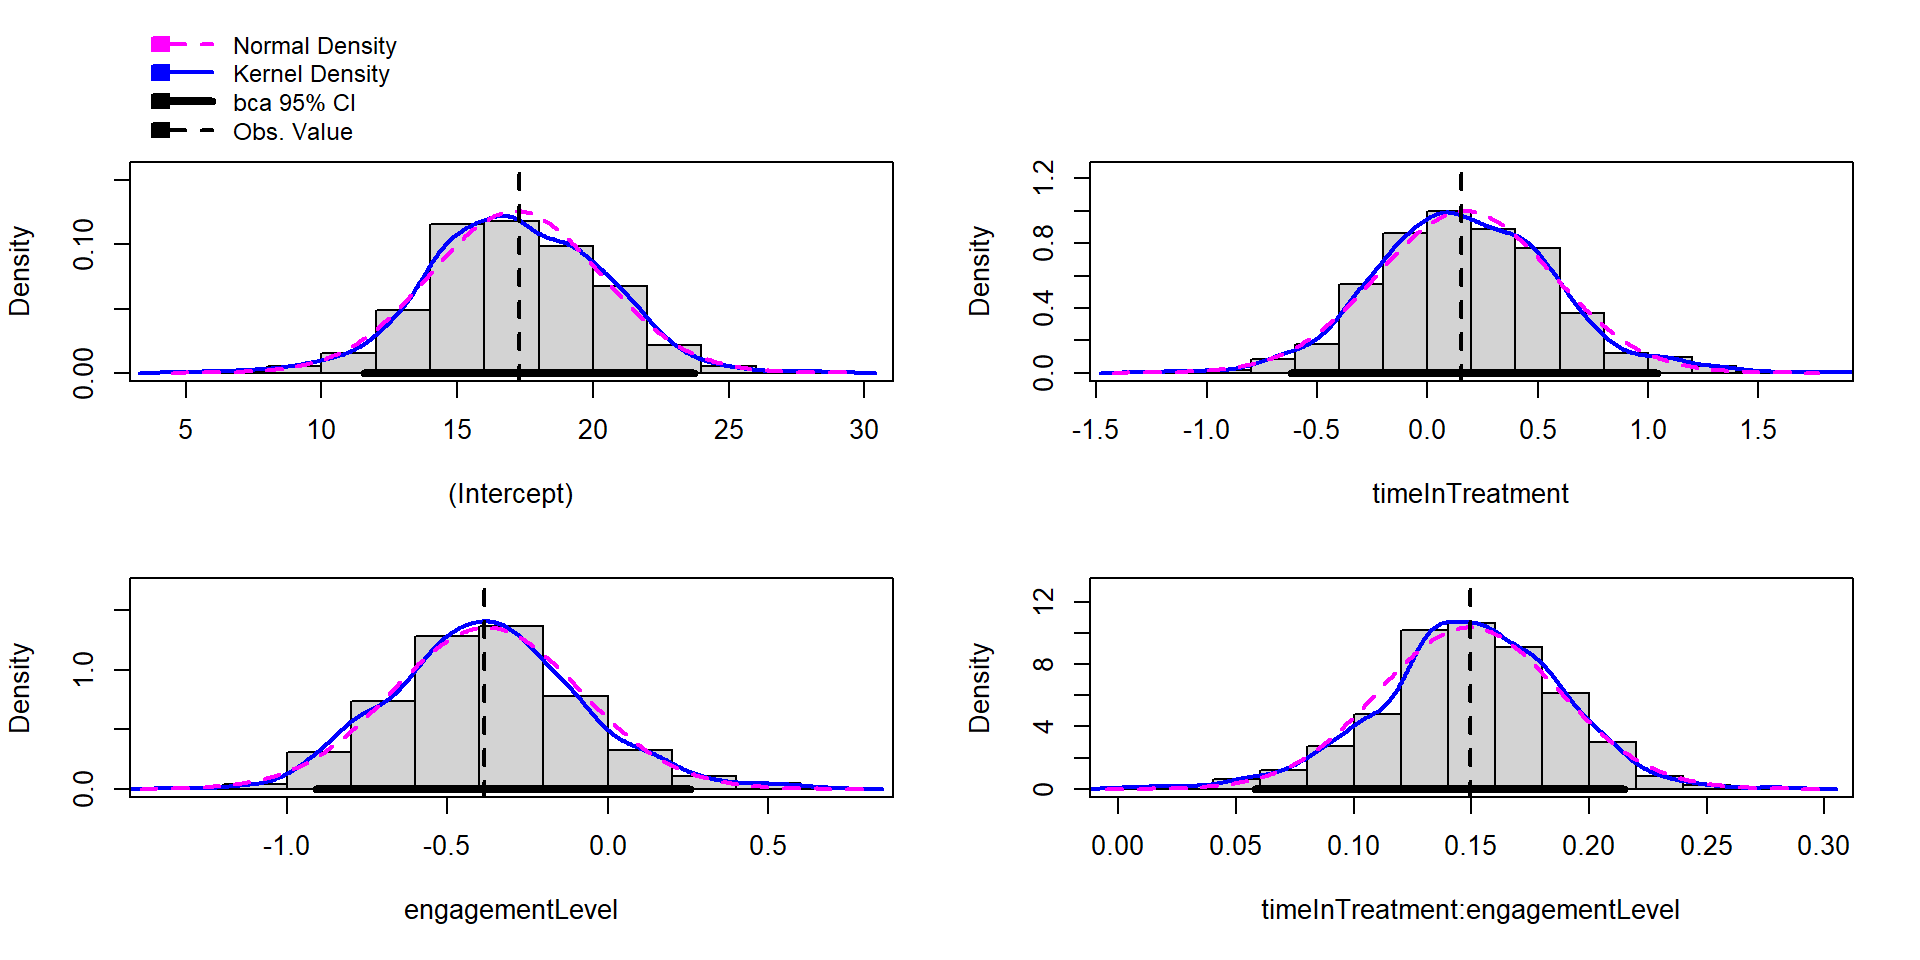 Normal Density
Kernel Density
bca 95% CI
Obs. Value
Density
0.00 0.10
5 10 15 20 25 30
(Intercept)
Density
0.0 0.4 0.8 1.2
-1.5 -1.0 -0.5 0.0 0.5 1.0 1.5
timeInTreatment
Density
0.0 1.0
-1.0 -0.5 0.0 0.5
engagementLevel
Density
0 4 8 12
0.00 0.05 0.10 0.15 0.20 0.25 0.30
timeInTreatment:engagementLevel